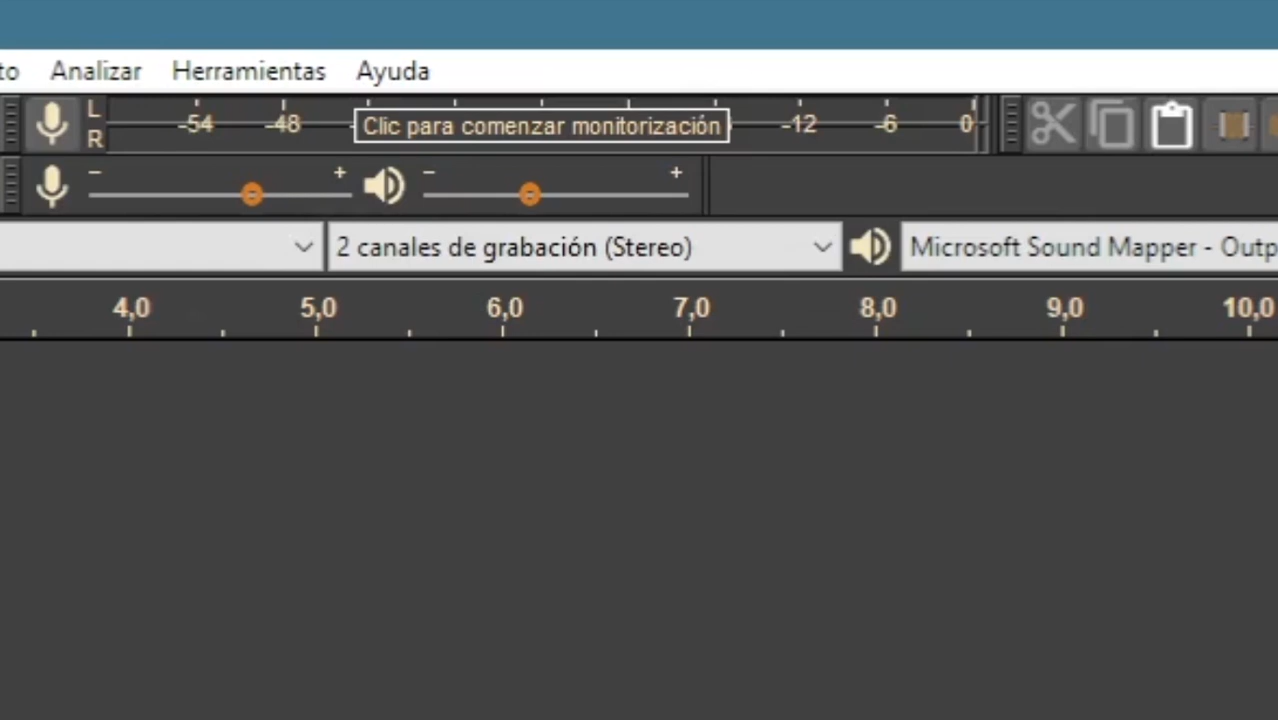 to Analizar Herramientas Ayuda
L
R
-54 -48 Clic para comenzar monitorización -12 -6 0
- + - +
2 canales de grabación (Stereo) Microsoft Sound Mapper - Outp
4,0 5,0 6,0 7,0 8,0 9,0 10,0